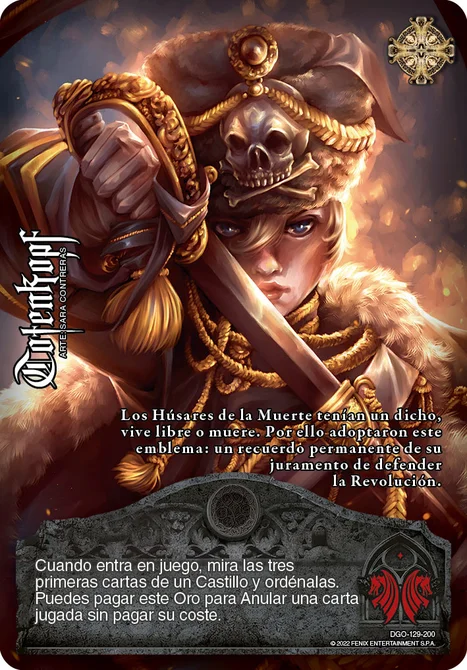 Totenkopf
ARTE: SARA CONTRERAS
Los Húsares de la Muerte tenían un dicho,
vive libre o muere. Por ello adoptaron este
emblema: un recuerdo permanente de su
juramento de defender
la Revolución.
Cuando entra en juego, mira las tres
primeras cartas de un Castillo y ordénalas.
Puedes pagar este Oro para Anular una carta
jugada sin pagar su coste.
DGO-129-200
© 2022 FENIX ENTERTAINMENT S.P.A.